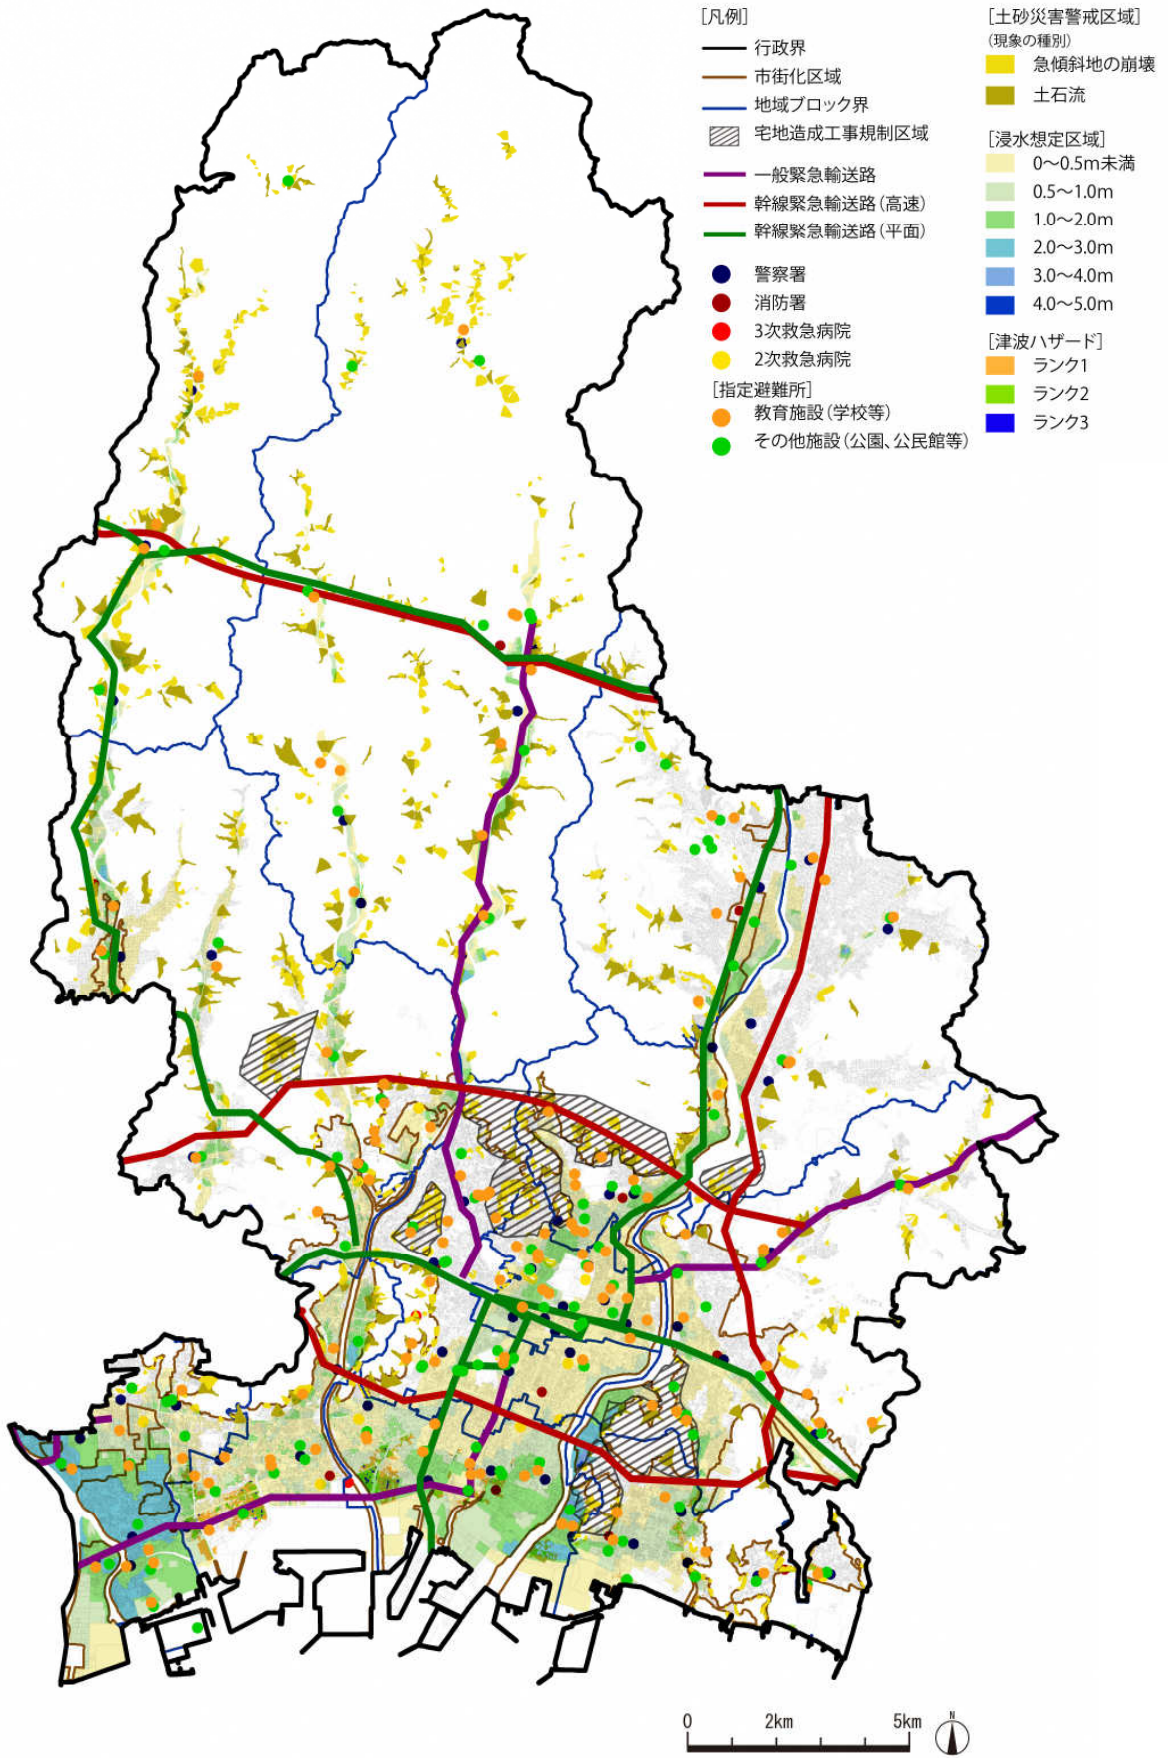 ［凡例］
行政界
市街化区域
地域ブロック界
宅地造成工事規制区域
一般緊急輸送路
幹線緊急輸送路（高速）
幹線緊急輸送路（平面）
警察署
消防署
3次救急病院
2次救急病院
［指定避難所］
教育施設（学校等）
その他施設（公園、公民館等）
［土砂災害警戒区域］
（現象の種別）
急傾斜地の崩壊
土石流
［浸水想定区域］
0～0.5m未満
0.5～1.0m
1.0～2.0m
2.0～3.0m
3.0～4.0m
4.0～5.0m
［津波ハザード］
ランク1
ランク2
ランク3
0 2km 5km
N